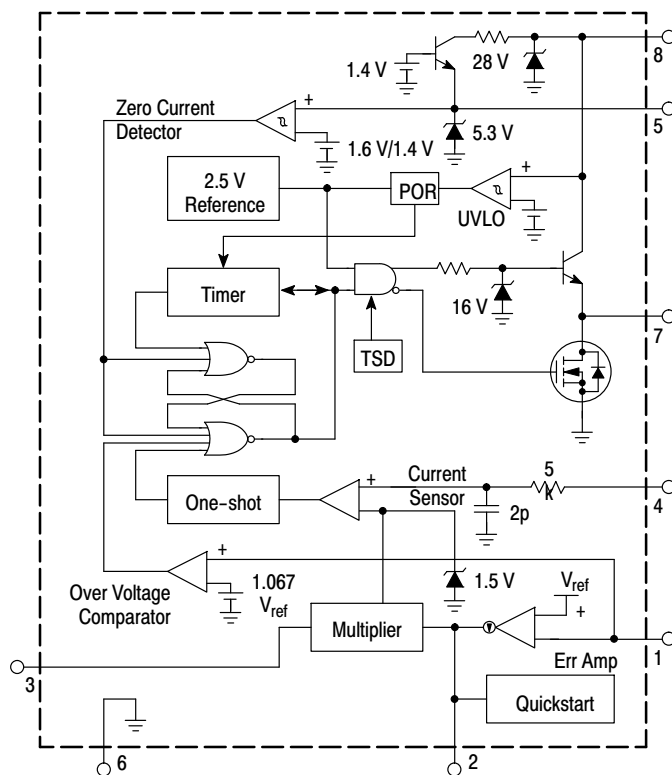 8
28 V
1.4 V
+
5
Zero Current
Detector
5.3 V
1.6 V/1.4 V
2.5 V
Reference
POR
+
UVLO
Timer
16 V
7
TSD
Current
Sensor
5
k
+
4
One-shot
2p
+
1.067
Vref
1.5 V
Vref
Over Voltage
Comparator
Multiplier
+
1
Err Amp
3
Quickstart
6
2